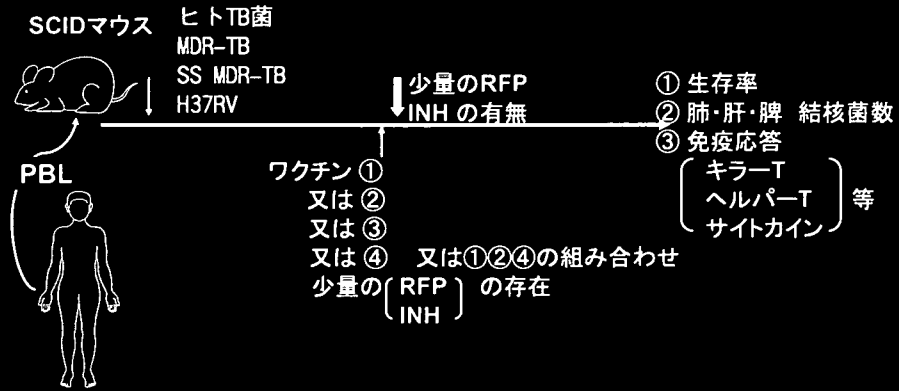 SCIDマウス
ヒトTB菌
MDR-TB
SS MDR-TB
H37RV
PBL
少量のRFP
INH の有無
ワクチン ①
又は ②
又は ③
又は ④ 又は①②④の組み合わせ
少量の RFP の存在
INH
① 生存率
② 肺・肝・脾 結核菌数
③ 免疫応答
キラーT
ヘルパーT 等
サイトカイン